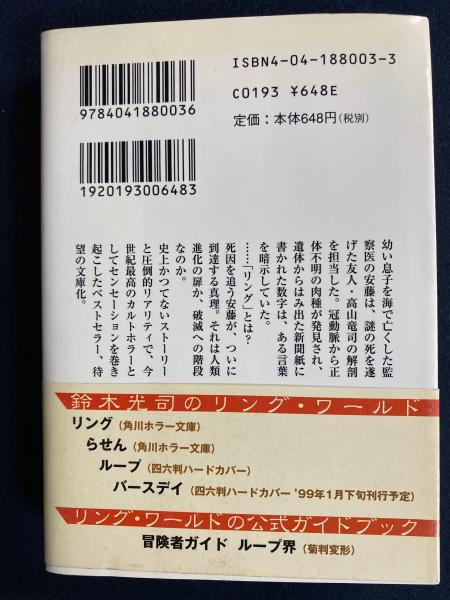 ISBN4-04-188003-3
C0193 ¥648E
定価：本体648円(税別)
9784041880036
1920193006483
幼い息子を海で亡くした監
察医の安藤は、謎の死を遂
げた友人・高山竜司の解剖
を担当した。冠動脈から正
体不明の肉腫が発見され、
遺体からはみ出た新聞紙に
書かれた数字は、ある言葉
を暗示していた。
……「リング」とは？
死因を追う安藤が、ついに
到達する真理。それは人類
進化の扉か、破滅への階段
なのか。
史上かつてないストーリー
と圧倒的リアリティで、今
世紀最高のカルトホラーと
してセンセーションを巻き
起こしたベストセラー、待
望の文庫化。
鈴木光司のリング・ワールド
リング(角川ホラー文庫)
らせん(角川ホラー文庫)
ループ(四六判ハードカバー)
バースデイ(四六判ハードカバー '99年1月下旬刊行予定)
リング・ワールドの公式ガイドブック
冒険者ガイド ループ界(菊判変形)